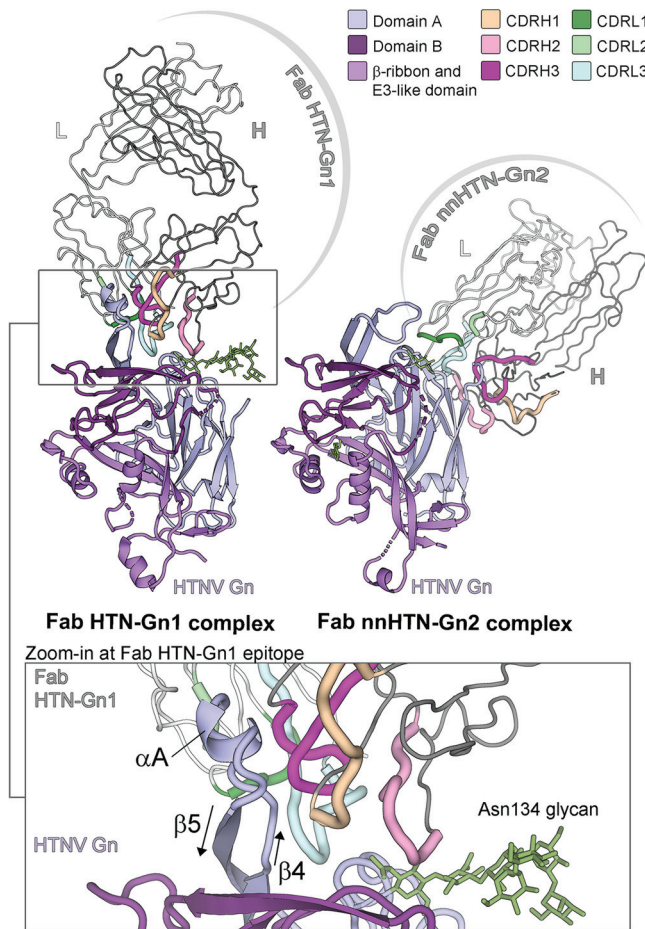 Domain A
Domain B
β-ribbon and
E3-like domain
CDRH1
CDRH2
CDRH3
CDRL1
CDRL2
CDRL3
L
H
Fab HTN-Gn1
Fab nnHTN-Gn2
L
H
HTNV Gn
HTNV Gn
Fab HTN-Gn1 complex
Fab nnHTN-Gn2 complex
Zoom-in at Fab HTN-Gn1 epitope
Fab
HTN-Gn1
αA
Asn134 glycan
β5
HTNV Gn
β4